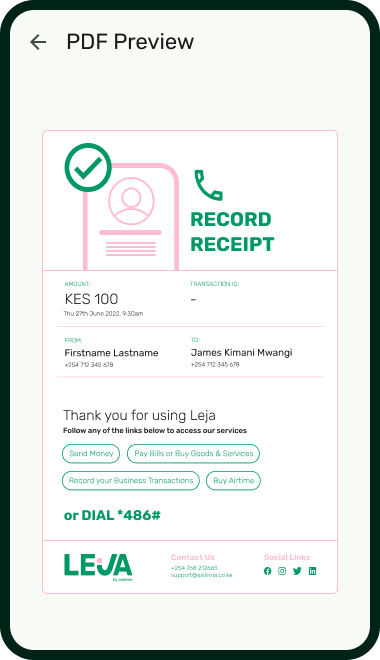 PDF Preview
RECORD
RECEIPT
AMOUNT:
TRANSACTION ID:
KES 100
-
Thu 27th June 2022, 9:30am
FROM:
TO:
Firstname Lastname
James Kimani Mwangi
+254 712 345 678
+254 712 345 678
Thank you for using Leja
Follow any of the links below to access our services
Send Money
Pay Bills or Buy Goods & Services
Record your Business Transactions
Buy Airtime
or DIAL *486#
LEJA
by asilimia
Contact Us
+254 768 212665
support@asilimia.co.ke
Social Links